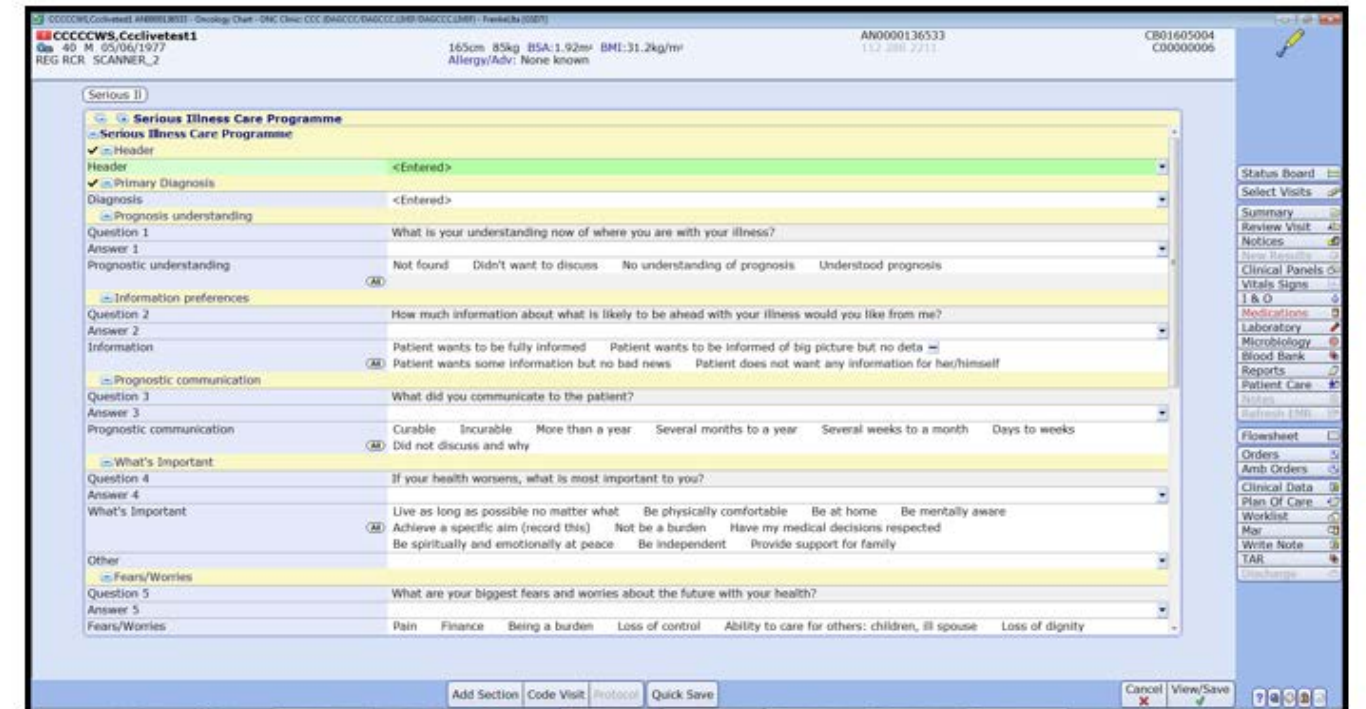 CCCCCWS,Ccclivetest1 AN0000136533 - Oncology Chart - ONC Clinic: CCC
CCCCCWS,Ccclivetest1
40 M 05/06/1977
REG RCR SCANNER_2
165cm 85kg BSA:1.92m² BMI:31.2kg/m²
Allergy/Adv: None known
AN0000136533
112 288 2211
CB01605004
C00000006
Serious Il
Serious Illness Care Programme
Serious Illness Care Programme
Header
Header <Entered>
Primary Diagnosis
Diagnosis <Entered>
Prognosis understanding
Question 1 What is your understanding now of where you are with your illness?
Answer 1
Prognostic understanding Not found Didn't want to discuss No understanding of prognosis Understood prognosis
All
Information preferences
Question 2 How much information about what is likely to be ahead with your illness would you like from me?
Answer 2
Information Patient wants to be fully informed Patient wants to be informed of big picture but no deta
All Patient wants some information but no bad news Patient does not want any information for her/himself
Prognostic communication
Question 3 What did you communicate to the patient?
Answer 3
Prognostic communication Curable Incurable More than a year Several months to a year Several weeks to a month Days to weeks
All Did not discuss and why
What's Important
Question 4 If your health worsens, what is most important to you?
Answer 4
What's Important Live as long as possible no matter what Be physically comfortable Be at home Be mentally aware
All Achieve a specific aim (record this) Not be a burden Have my medical decisions respected
Be spiritually and emotionally at peace Be independent Provide support for family
Other
Fears/Worries
Question 5 What are your biggest fears and worries about the future with your health?
Answer 5
Fears/Worries Pain Finance Being a burden Loss of control Ability to care for others: children, ill spouse Loss of dignity
Status Board
Select Visits
Summary
Review Visit
Notices
New Results
Clinical Panels
Vitals Signs
I & O
Medications
Laboratory
Microbiology
Blood Bank
Reports
Patient Care
Notes
Refresh EMR
Flowsheet
Orders
Amb Orders
Clinical Data
Plan Of Care
Worklist
Mar
Write Note
TAR
Discharge
Add Section Code Visit Protocol Quick Save
Cancel View/Save